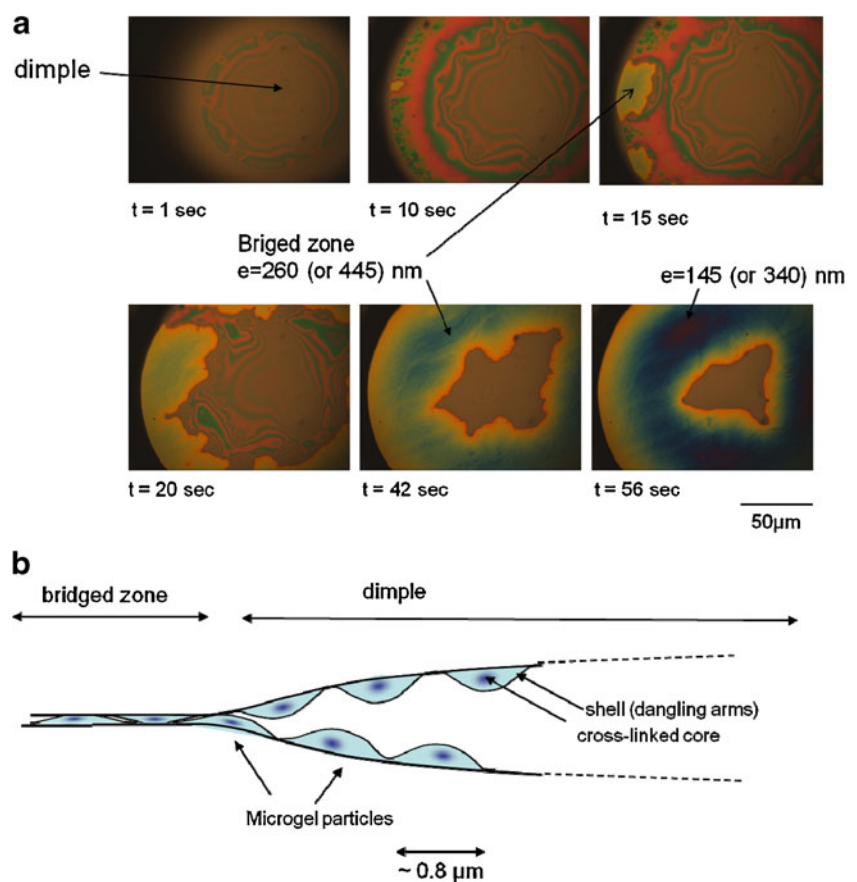 a
dimple
t = 1 sec
t = 10 sec
t = 15 sec
Briged zone
e=260 (or 445) nm
e=145 (or 340) nm
t = 20 sec
t = 42 sec
t = 56 sec
50µm
b
bridged zone
dimple
shell (dangling arms)
cross-linked core
Microgel particles
~ 0.8 µm